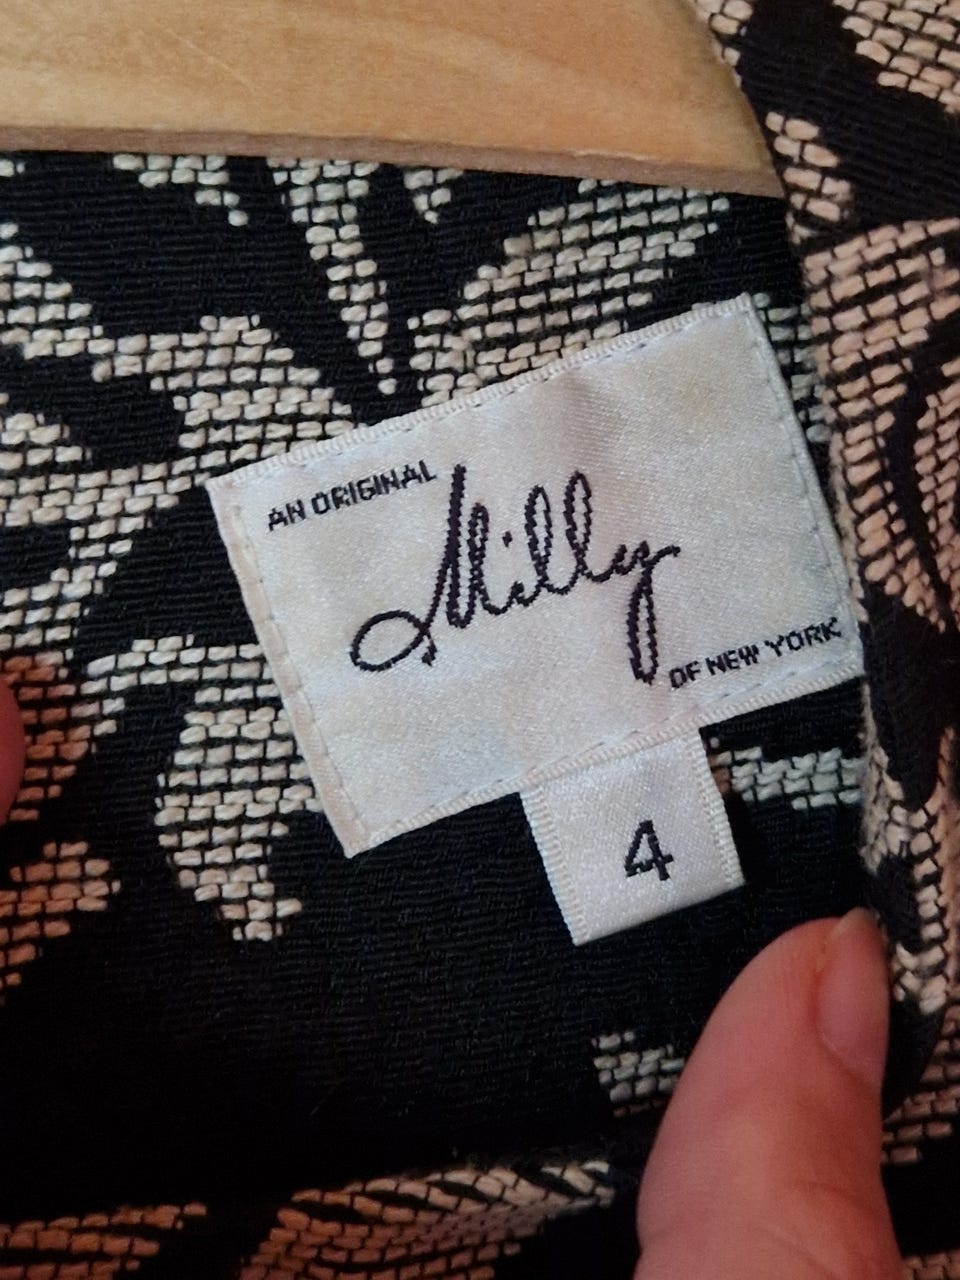 AN ORIGINAL
Milly
OF NEW YORK
4